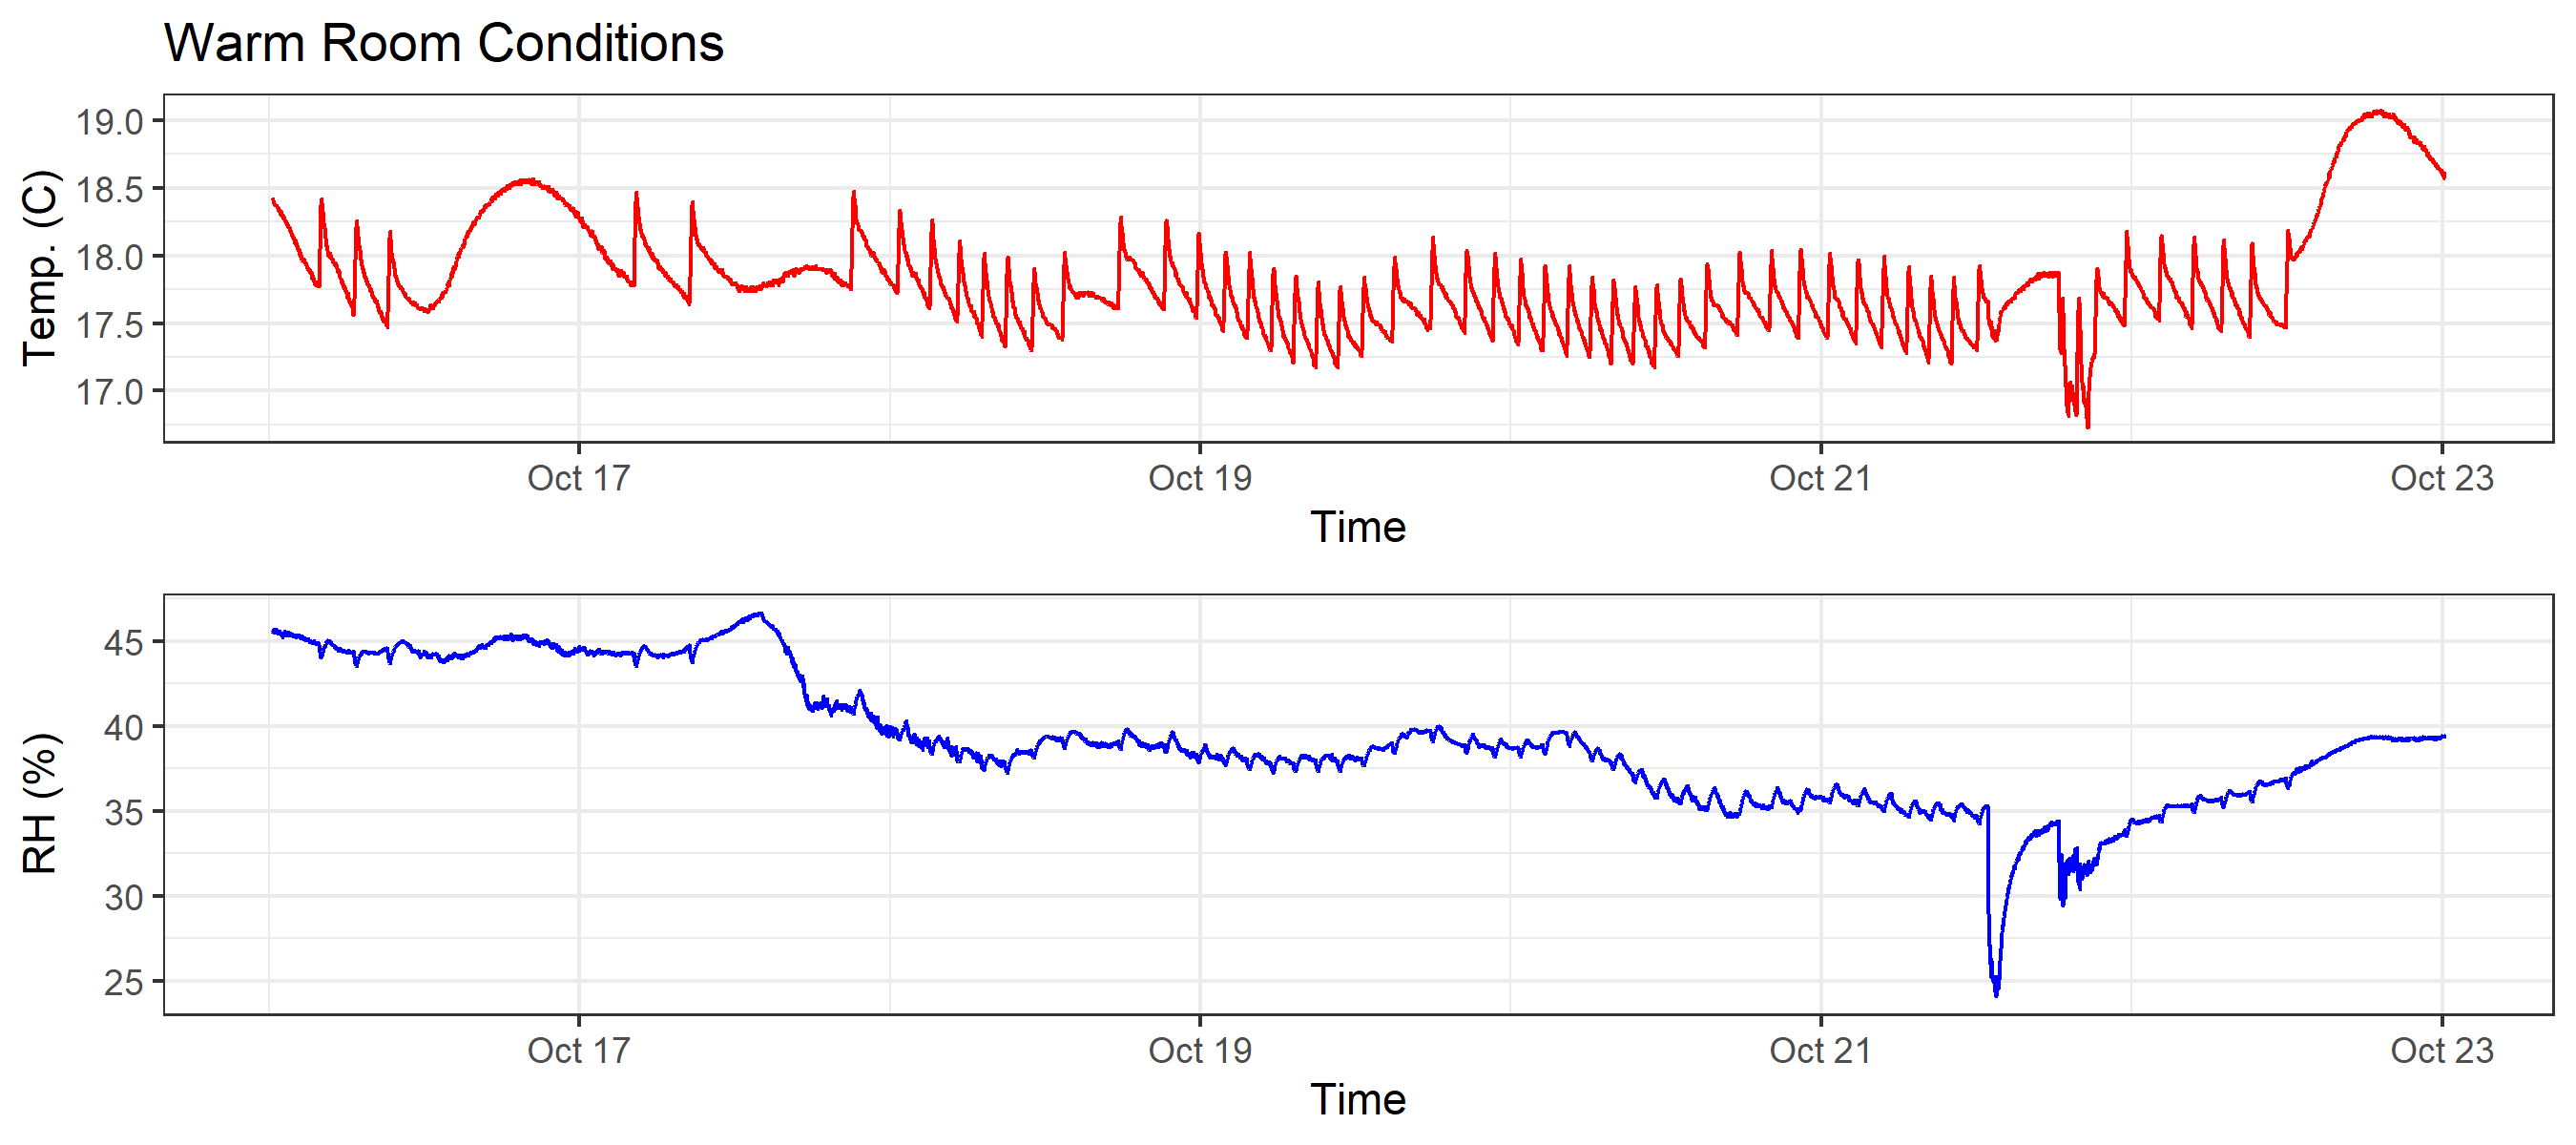 Warm Room Conditions
19.0
18.5
18.0
17.5
17.0
Temp. (C)
Oct 17 Oct 19 Oct 21 Oct 23
Time
45
40
35
30
25
RH (%)
Oct 17 Oct 19 Oct 21 Oct 23
Time